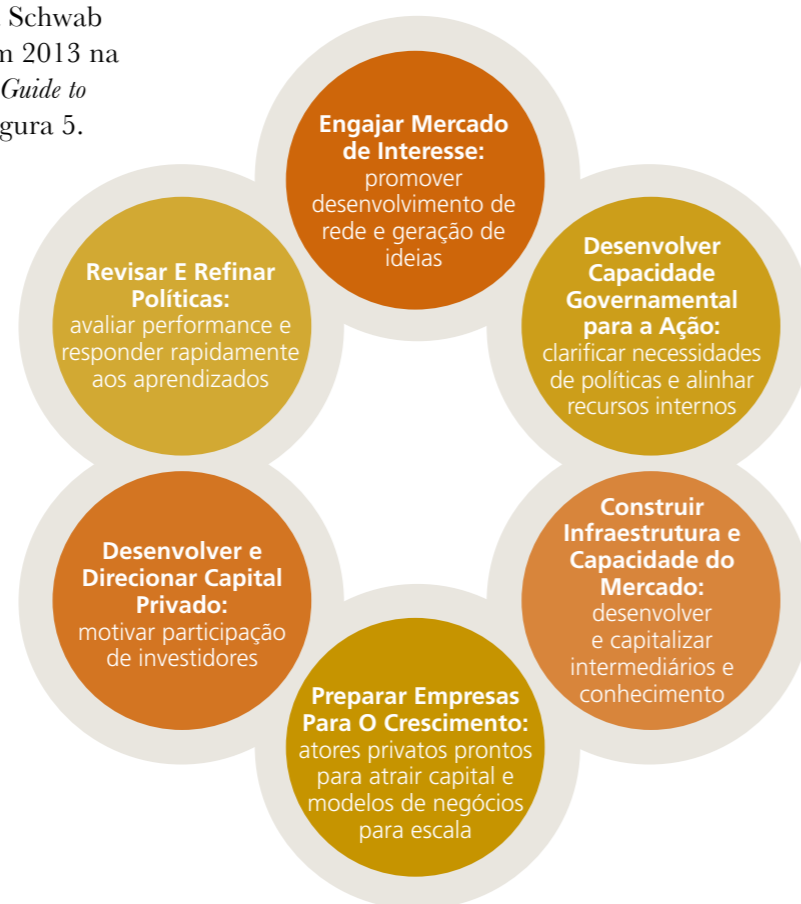 Schwab
m 2013 na
Guide to
gura 5.
Engajar Mercado
de Interesse:
promover
desenvolvimento de
rede e geração de
ideias
Desenvolver
Capacidade
Governamental
para a Ação:
clarificar necessidades
de políticas e alinhar
recursos internos
Construir
Infraestrutura e
Capacidade do
Mercado:
desenvolver
e capitalizar
intermediários e
conhecimento
Preparar Empresas
Para O Crescimento:
atores privatos prontos
para atrair capital e
modelos de negócios
para escala
Desenvolver e
Direcionar Capital
Privado:
motivar participação
de investidores
Revisar E Refinar
Políticas:
avaliar performance e
responder rapidamente
aos aprendizados